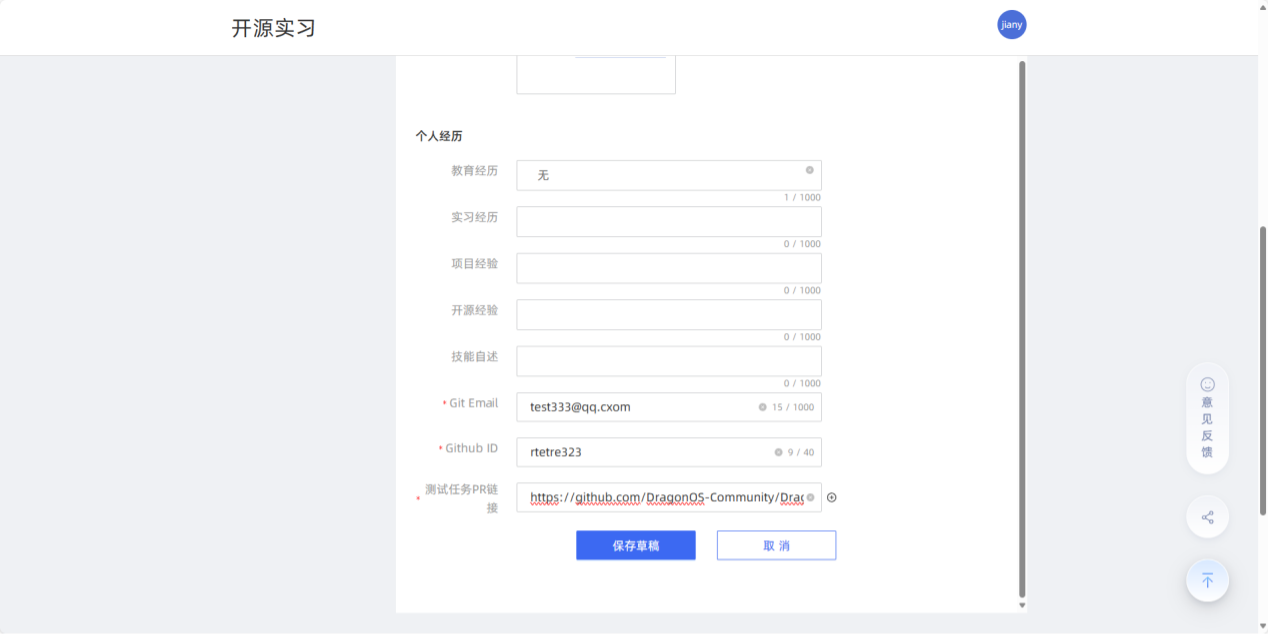 开源实习
jiany
个人经历
教育经历
无
1 / 1000
实习经历
0 / 1000
项目经验
0 / 1000
开源经验
0 / 1000
技能自述
0 / 1000
* Git Email
test333@qq.cxom
15 / 1000
* Github ID
rtetre323
9 / 40
* 测试任务PR链
接
https://github.com/DragonOS-Community/Drag
保存草稿
取 消
意
见
反
馈